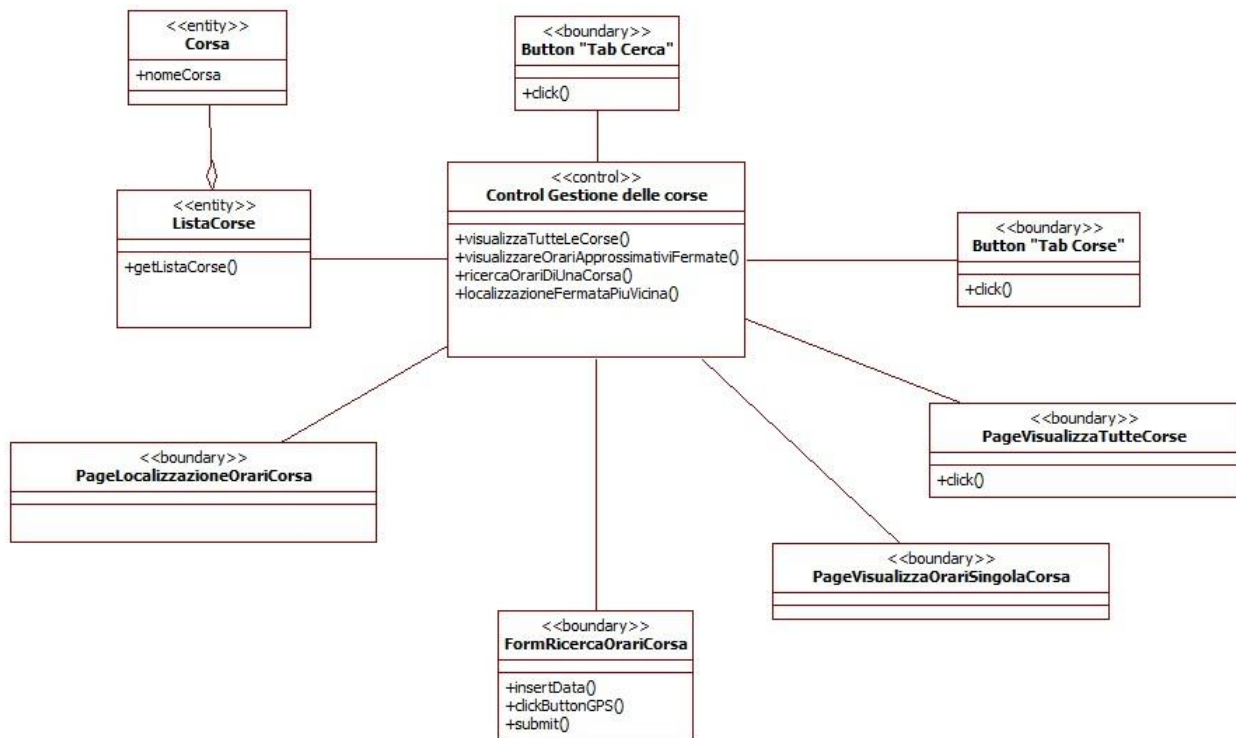 <<entity>>
Corsa
+nomeCorsa
<<boundary>>
Button "Tab Cerca"
+click()
<<entity>>
ListaCorse
+getListaCorse()
<<control>>
Control Gestione delle corse
+visualizzaTutteLeCorse()
+visualizzareOrariApprossimativiFermate()
+ricercaOrariDiUnaCorsa()
+localizzazioneFermataPiuVicina()
<<boundary>>
Button "Tab Corse"
+click()
<<boundary>>
PageLocalizzazioneOrariCorsa
<<boundary>>
PageVisualizzaTutteCorse
+click()
<<boundary>>
PageVisualizzaOrariSingolaCorsa
<<boundary>>
FormRicercaOrariCorsa
+insertData()
+clickButtonGPS()
+submit()